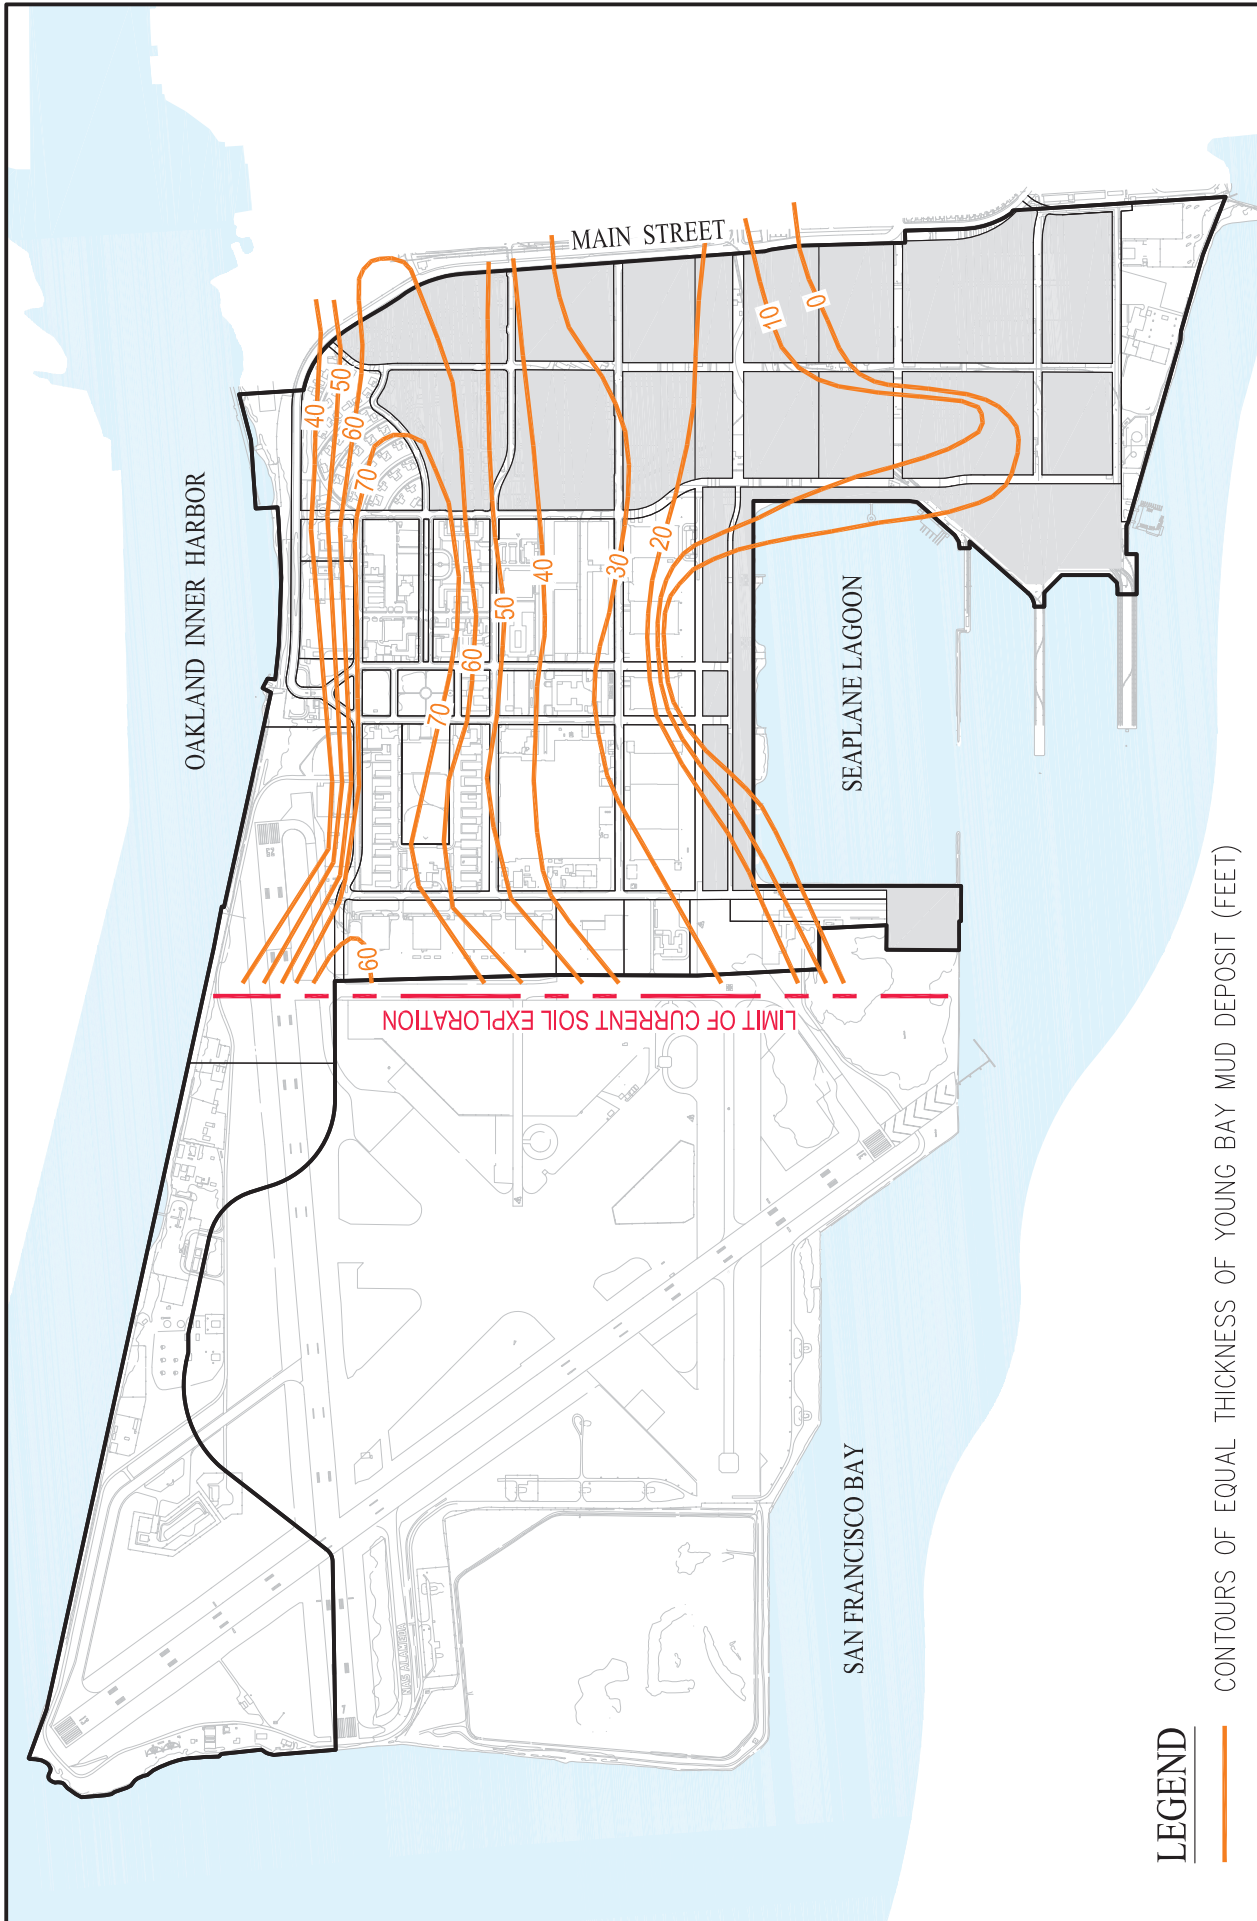 OAKLAND INNER HARBOR
MAIN STREET
40
50
60
70
60
70
60
50
40
30
20
10
0
LIMIT OF CURRENT SOIL EXPLORATION
SEAPLANE LAGOON
SAN FRANCISCO BAY
NAS ALAMEDA
LEGEND
CONTOURS OF EQUAL THICKNESS OF YOUNG BAY MUD DEPOSIT (FEET)